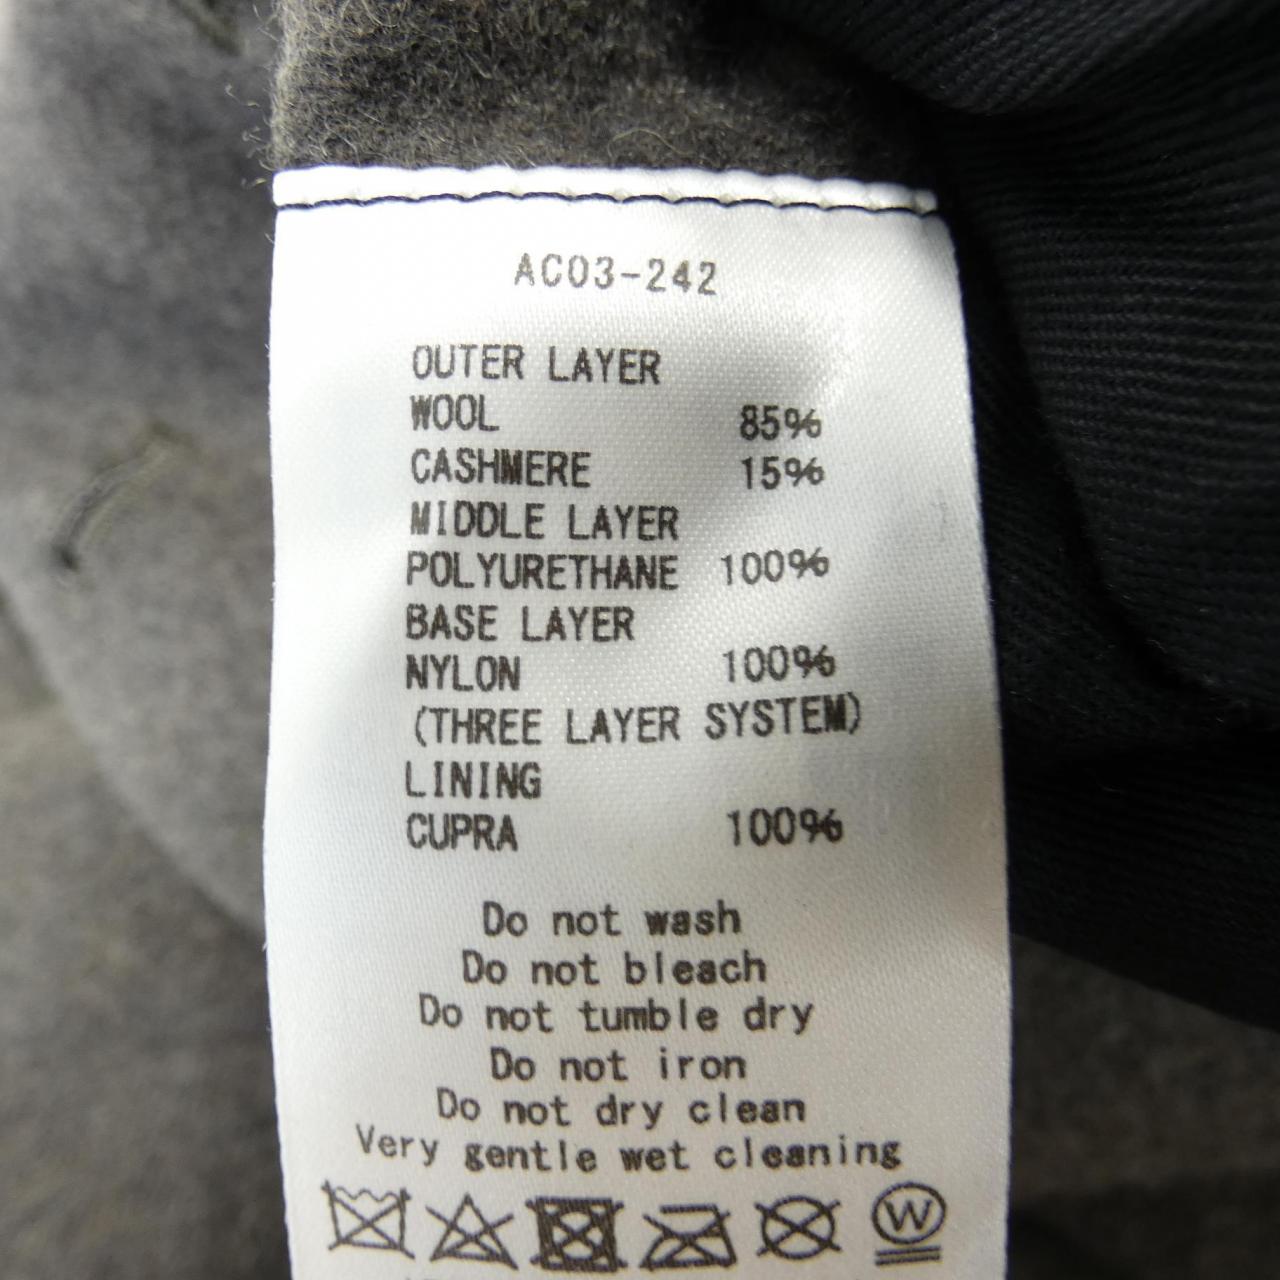 AC03-242
OUTER LAYER
WOOL 85%
CASHMERE 15%
MIDDLE LAYER
POLYURETHANE 100%
BASE LAYER
NYLON 100%
(THREE LAYER SYSTEM)
LINING
CUPRA 100%
Do not wash
Do not bleach
Do not tumble dry
Do not iron
Do not dry clean
Very gentle wet cleaning
W